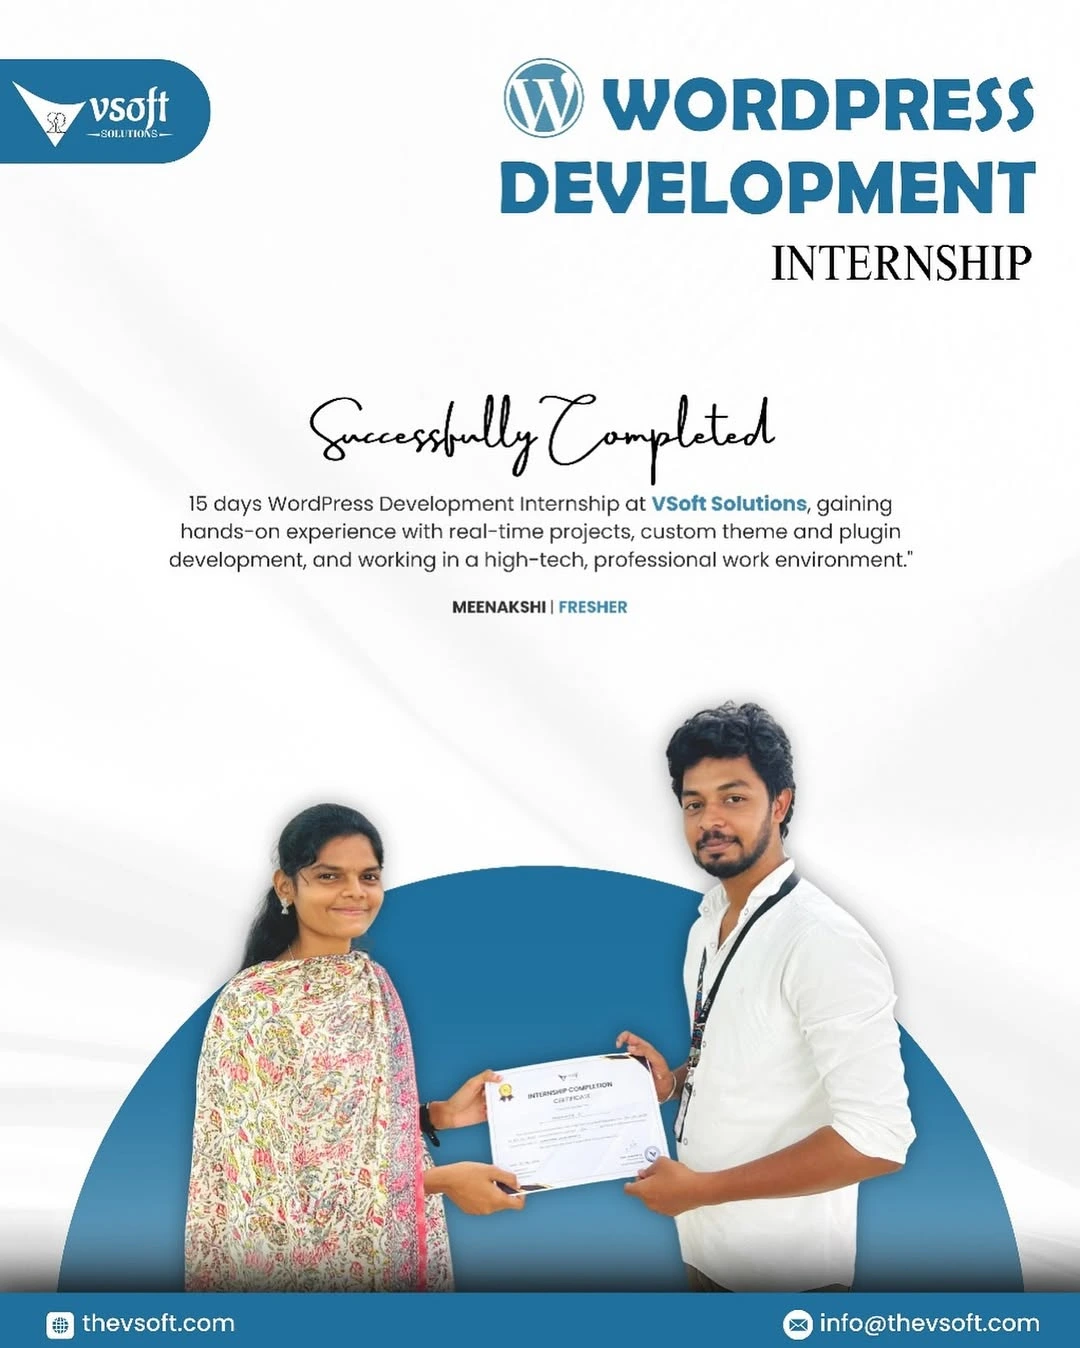 vsoft
SOLUTIONS
WORDPRESS
DEVELOPMENT
INTERNSHIP
Successfully Completed
15 days WordPress Development Internship at VSoft Solutions, gaining
hands-on experience with real-time projects, custom theme and plugin
development, and working in a high-tech, professional work environment."
MEENAKSHI | FRESHER
INTERNSHIP COMPLETION
CERTIFICATE
thevsoft.com
info@thevsoft.com